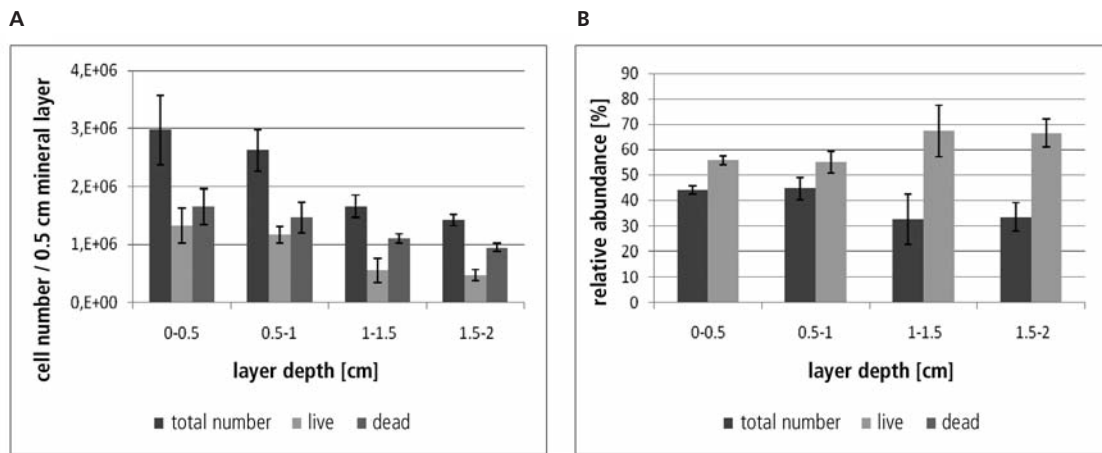 A
cell number / 0.5 cm mineral layer
4,E+06
3,E+06
2,E+06
1,E+06
0,E+00
0-0.5 0.5-1 1-1.5 1.5-2
layer depth [cm]
total number live dead
B
relative abundance [%]
90
80
70
60
50
40
30
20
10
0
0-0.5 0.5-1 1-1.5 1.5-2
layer depth [cm]
total number live dead